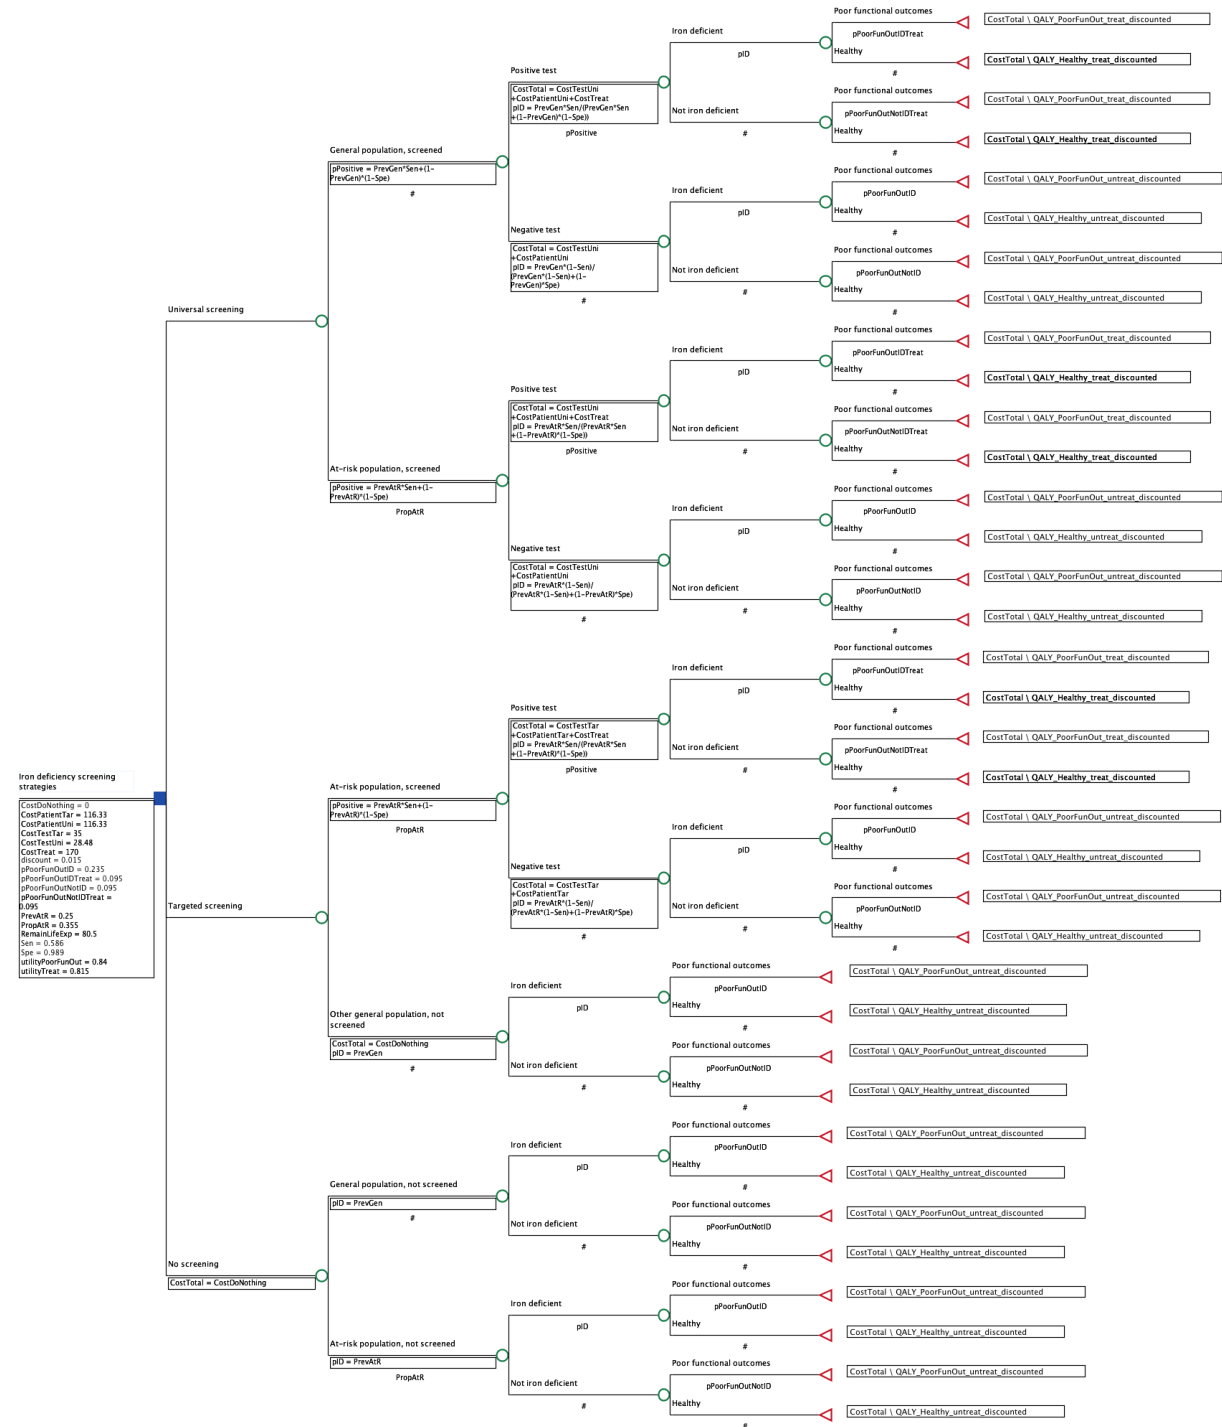 Iron deficiency screening
strategies
CostDoNothing = 0
CostPatientTar = 116.33
CostPatientUni = 116.33
CostTestTar = 35
CostTestUni = 28.48
CostTreat = 170
discount = 0.015
pPoorFunOutID = 0.235
pPoorFunOutIDTreat = 0.095
pPoorFunOutNotID = 0.095
pPoorFunOutNotIDTreat =
0.095
PrevAtR = 0.25
PropAtR = 0.355
RemainLifeExp = 80.5
Sen = 0.586
Spe = 0.989
utilityPoorFunOut = 0.84
utilityTreat = 0.815
Universal screening
General population, screened
pPositive = PrevGen*Sen+(1-
PrevGen)*(1-Spe)
#
Positive test
CostTotal = CostTestUni
+CostPatientUni+CostTreat
pID = PrevGen*Sen/(PrevGen*Sen
+(1-PrevGen)*(1-Spe))
pPositive
Iron deficient
pID
Poor functional outcomes
pPoorFunOutIDTreat
CostTotal \ QALY_PoorFunOut_treat_discounted
Healthy
#
CostTotal \ QALY_Healthy_treat_discounted
Not iron deficient
#
Poor functional outcomes
pPoorFunOutNotIDTreat
CostTotal \ QALY_PoorFunOut_treat_discounted
Healthy
#
CostTotal \ QALY_Healthy_treat_discounted
Negative test
CostTotal = CostTestUni
+CostPatientUni
pID = PrevGen*(1-Sen)/
(PrevGen*(1-Sen)+(1-
PrevGen)*Spe)
#
Iron deficient
pID
Poor functional outcomes
pPoorFunOutID
CostTotal \ QALY_PoorFunOut_untreat_discounted
Healthy
#
CostTotal \ QALY_Healthy_untreat_discounted
Not iron deficient
#
Poor functional outcomes
pPoorFunOutNotID
CostTotal \ QALY_PoorFunOut_untreat_discounted
Healthy
#
CostTotal \ QALY_Healthy_untreat_discounted
At-risk population, screened
pPositive = PrevAtR*Sen+(1-
PrevAtR)*(1-Spe)
PropAtR
Positive test
CostTotal = CostTestUni
+CostPatientUni+CostTreat
pID = PrevAtR*Sen/(PrevAtR*Sen
+(1-PrevAtR)*(1-Spe))
pPositive
Iron deficient
pID
Poor functional outcomes
pPoorFunOutIDTreat
CostTotal \ QALY_PoorFunOut_treat_discounted
Healthy
#
CostTotal \ QALY_Healthy_treat_discounted
Not iron deficient
#
Poor functional outcomes
pPoorFunOutNotIDTreat
CostTotal \ QALY_PoorFunOut_treat_discounted
Healthy
#
CostTotal \ QALY_Healthy_treat_discounted
Negative test
CostTotal = CostTestUni
+CostPatientUni
pID = PrevAtR*(1-Sen)/
(PrevAtR*(1-Sen)+(1-PrevAtR)*Spe)
#
Iron deficient
pID
Poor functional outcomes
pPoorFunOutID
CostTotal \ QALY_PoorFunOut_untreat_discounted
Healthy
#
CostTotal \ QALY_Healthy_untreat_discounted
Not iron deficient
#
Poor functional outcomes
pPoorFunOutNotID
CostTotal \ QALY_PoorFunOut_untreat_discounted
Healthy
#
CostTotal \ QALY_Healthy_untreat_discounted
Targeted screening
At-risk population, screened
pPositive = PrevAtR*Sen+(1-
PrevAtR)*(1-Spe)
PropAtR
Positive test
CostTotal = CostTestTar
+CostPatientTar+CostTreat
pID = PrevAtR*Sen/(PrevAtR*Sen
+(1-PrevAtR)*(1-Spe))
pPositive
Iron deficient
pID
Poor functional outcomes
pPoorFunOutIDTreat
CostTotal \ QALY_PoorFunOut_treat_discounted
Healthy
#
CostTotal \ QALY_Healthy_treat_discounted
Not iron deficient
#
Poor functional outcomes
pPoorFunOutNotIDTreat
CostTotal \ QALY_PoorFunOut_treat_discounted
Healthy
#
CostTotal \ QALY_Healthy_treat_discounted
Negative test
CostTotal = CostTestTar
+CostPatientTar
pID = PrevAtR*(1-Sen)/
(PrevAtR*(1-Sen)+(1-PrevAtR)*Spe)
#
Iron deficient
pID
Poor functional outcomes
pPoorFunOutID
CostTotal \ QALY_PoorFunOut_untreat_discounted
Healthy
#
CostTotal \ QALY_Healthy_untreat_discounted
Not iron deficient
#
Poor functional outcomes
pPoorFunOutNotID
CostTotal \ QALY_PoorFunOut_untreat_discounted
Healthy
#
CostTotal \ QALY_Healthy_untreat_discounted
Other general population, not
screened
CostTotal = CostDoNothing
pID = PrevGen
#
Iron deficient
pID
Poor functional outcomes
pPoorFunOutID
CostTotal \ QALY_PoorFunOut_untreat_discounted
Healthy
#
CostTotal \ QALY_Healthy_untreat_discounted
Not iron deficient
#
Poor functional outcomes
pPoorFunOutNotID
CostTotal \ QALY_PoorFunOut_untreat_discounted
Healthy
#
CostTotal \ QALY_Healthy_untreat_discounted
No screening
CostTotal = CostDoNothing
General population, not screened
pID = PrevGen
#
Iron deficient
pID
Poor functional outcomes
pPoorFunOutID
CostTotal \ QALY_PoorFunOut_untreat_discounted
Healthy
#
CostTotal \ QALY_Healthy_untreat_discounted
Not iron deficient
#
Poor functional outcomes
pPoorFunOutNotID
CostTotal \ QALY_PoorFunOut_untreat_discounted
Healthy
#
CostTotal \ QALY_Healthy_untreat_discounted
At-risk population, not screened
pID = PrevAtR
PropAtR
Iron deficient
pID
Poor functional outcomes
pPoorFunOutID
CostTotal \ QALY_PoorFunOut_untreat_discounted
Healthy
#
CostTotal \ QALY_Healthy_untreat_discounted
Not iron deficient
#
Poor functional outcomes
pPoorFunOutNotID
CostTotal \ QALY_PoorFunOut_untreat_discounted
Healthy
#
CostTotal \ QALY_Healthy_untreat_discounted